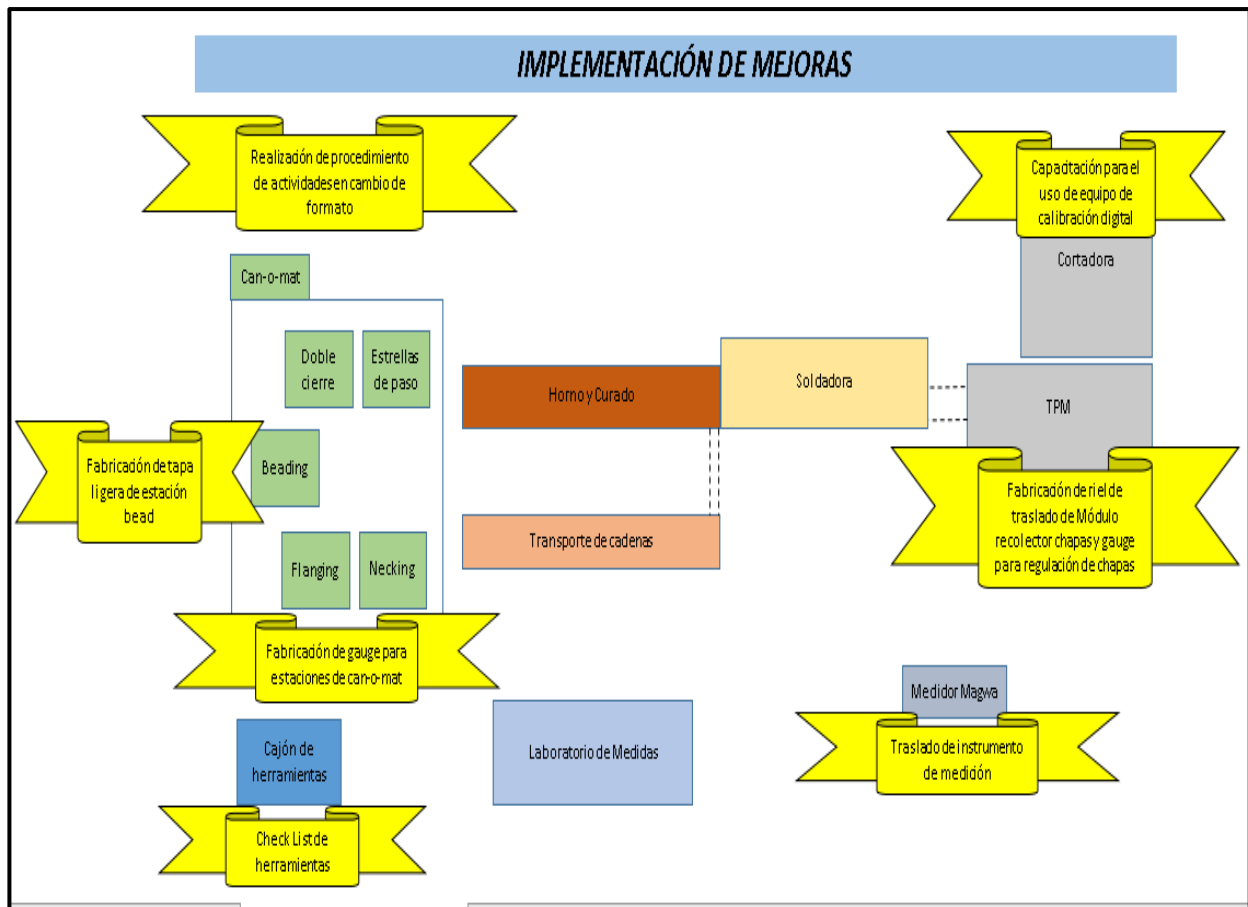 IMPLEMENTACIÓN DE MEJORAS
Realización de procedimiento
de actividades en cambio de
formato
Capacitación para el
uso de equipo de
calibración digital
Cortadora
Can-o-mat
Doble
cierre
Estrellas
de paso
Horno y Curado
Soldadora
TPM
Fabricación de tapa
ligera de estación
bead
Beading
Fabricación de riel de
traslado de Módulo
recolector chapas y gauge
para regulación de chapas
Transporte de cadenas
Flanging
Necking
Fabricación de gauge para
estaciones de can-o-mat
Medidor Magwa
Traslado de instrumento
de medición
Cajón de
herramientas
Laboratorio de Medidas
Check List de
herramientas